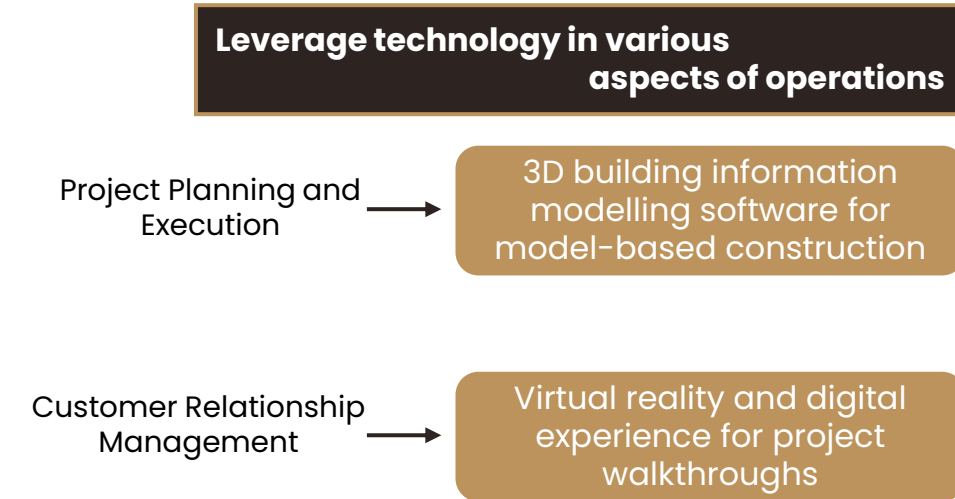 Leverage technology in various
aspects of operations
Project Planning and
Execution
3D building information
modelling software for
model-based construction
Customer Relationship
Management
Virtual reality and digital
experience for project
walkthroughs